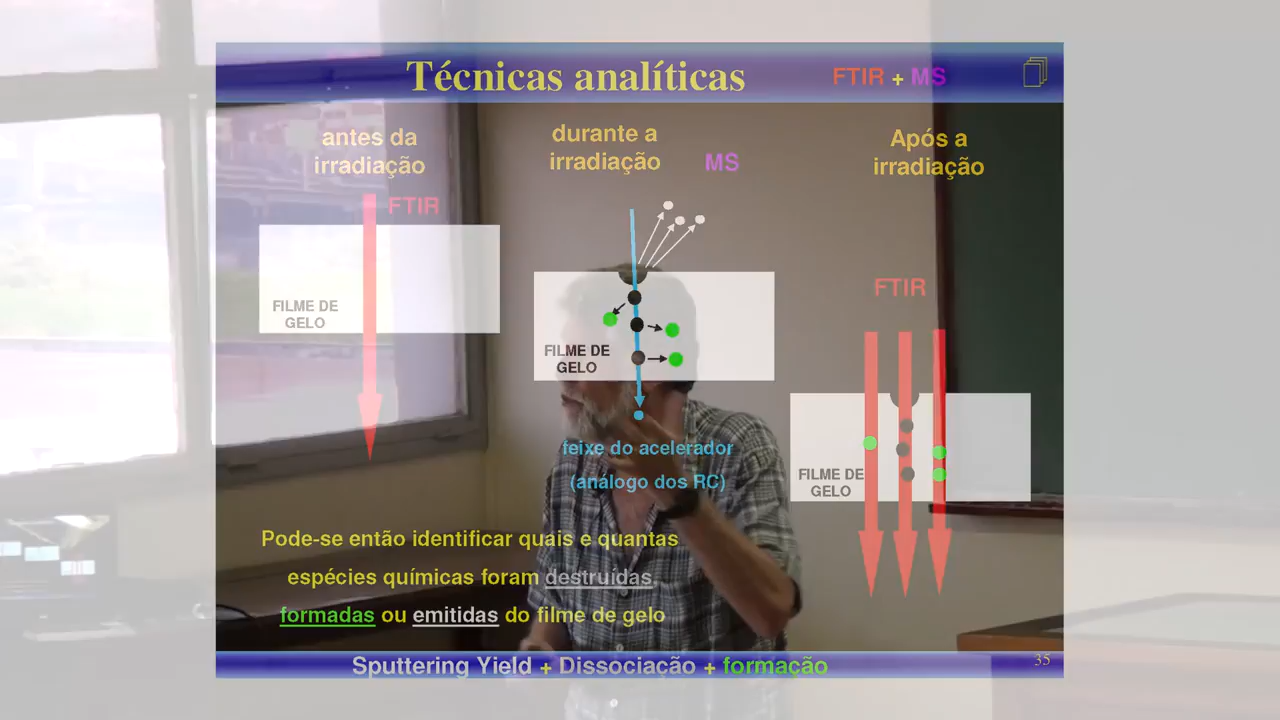 Técnicas analíticas
FTIR + MS
antes da
irradiação
FTIR
FILME DE
GELO
durante a
irradiação
MS
FILME DE
GELO
feixe do acelerador
(análogo dos RC)
Após a
irradiação
FTIR
FILME DE
GELO
Pode-se então identificar quais e quantas
espécies químicas foram destruídas
formadas ou emitidas do filme de gelo
Sputtering Yield + Dissociação + formação
35